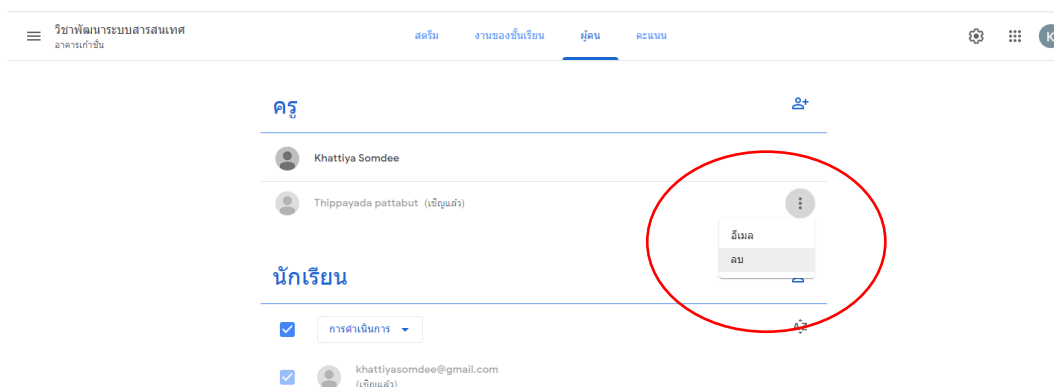 วิชาพัฒนาระบบสารสนเทศ
อาคารเก้าชั้น
สตรีม งานของชั้นเรียน ผู้คน คะแนน
K
ครู
Khattiya Somdee
Thippayada pattabut (เชิญแล้ว)
อีเมล
ลบ
นักเรียน
การดำเนินการ
AZ
khattiyasomdee@gmail.com
(เชิญแล้ว)